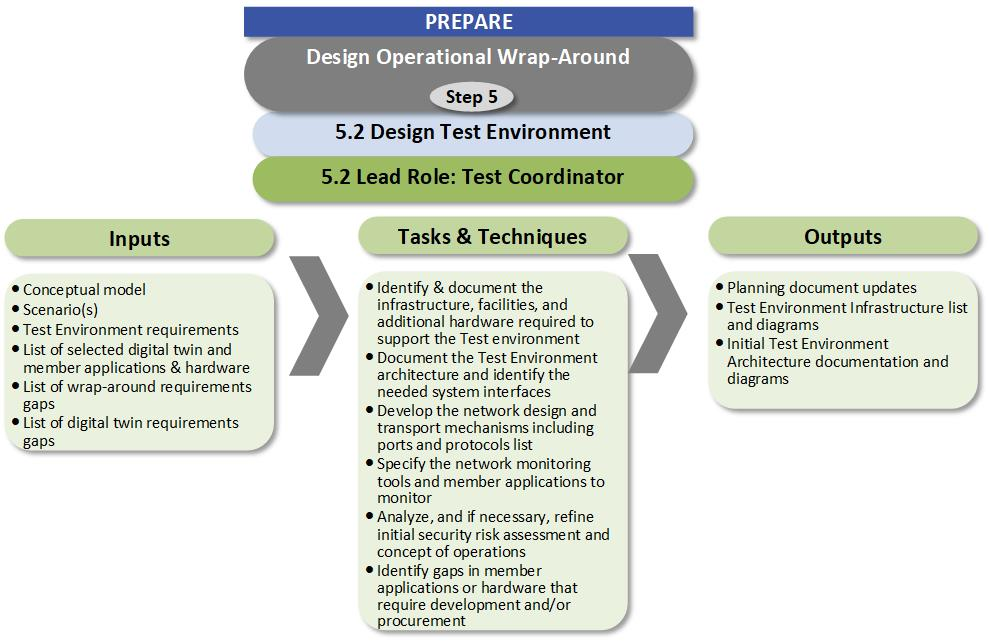 PREPARE
Design Operational Wrap-Around
Step 5
5.2 Design Test Environment
5.2 Lead Role: Test Coordinator
Inputs
• Conceptual model
• Scenario(s)
• Test Environment requirements
• List of selected digital twin and
member applications & hardware
• List of wrap-around requirements
gaps
• List of digital twin requirements
gaps
Tasks & Techniques
• Identify & document the
infrastructure, facilities, and
additional hardware required to
support the Test environment
• Document the Test Environment
architecture and identify the
needed system interfaces
• Develop the network design and
transport mechanisms including
ports and protocols list
• Specify the network monitoring
tools and member applications to
monitor
• Analyze, and if necessary, refine
initial security risk assessment and
concept of operations
• Identify gaps in member
applications or hardware that
require development and/or
procurement
Outputs
• Planning document updates
• Test Environment Infrastructure list
and diagrams
• Initial Test Environment
Architecture documentation and
diagrams